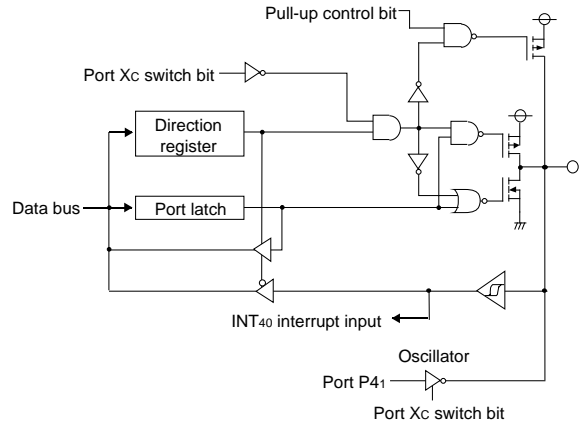 Pull-up control bit
Port XC switch bit
Direction
register
Data bus
Port latch
INT40 interrupt input
Oscillator
Port P41
Port XC switch bit